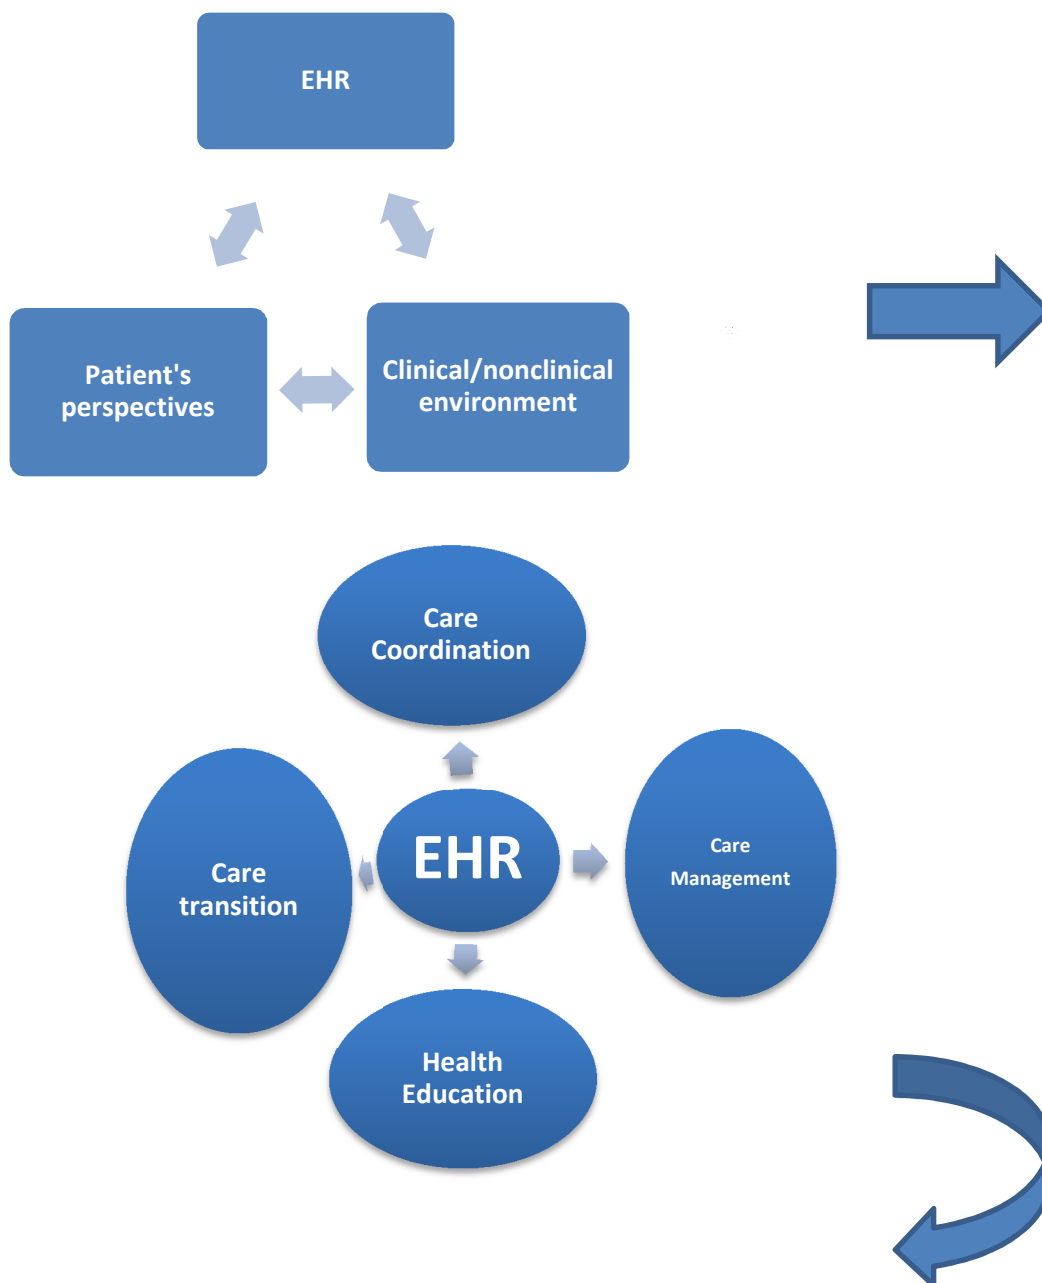 EHR
Patient's
perspectives
Clinical/nonclinical
environment
Care
Coordination
Care
transition
EHR
Care
Management
Health
Education